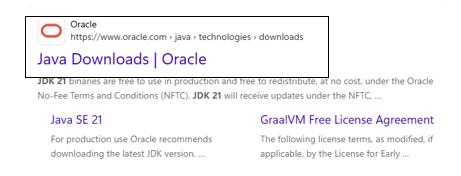 Oracle
https://www.oracle.com › java › technologies › downloads
Java Downloads | Oracle
JDK 21 binaries are free to use in production and free to redistribute, at no cost, under the Oracle
No-Fee Terms and Conditions (NFTC). JDK 21 will receive updates under the NFTC, ...
Java SE 21
For production use Oracle recommends
downloading the latest JDK version. ...
GraalVM Free License Agreement
The following license terms, as modified, if
applicable, by the License for Early ...